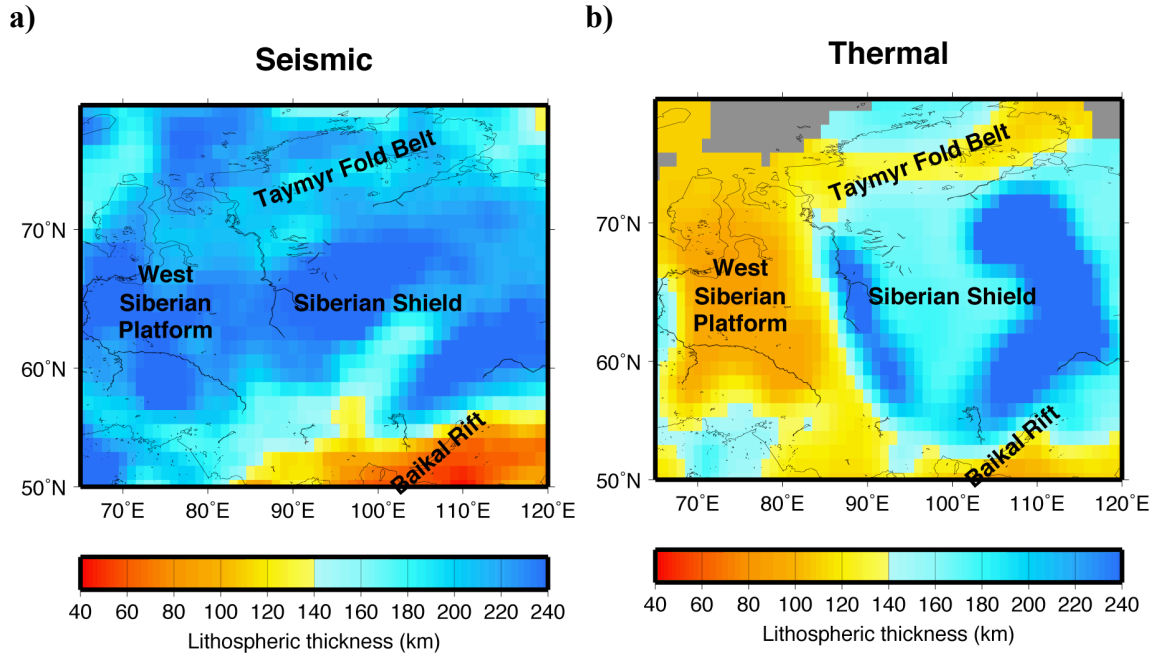 a)
Seismic
70˚N
60˚N
50˚N
70˚E
80˚E
90˚E
100˚E
110˚E
120˚E
Taymyr Fold Belt
West
Siberian
Platform
Siberian Shield
Baikal Rift
40 60 80 100 120 140 160 180 200 220 240
Lithospheric thickness (km)
b)
Thermal
70˚N
60˚N
50˚N
70˚E
80˚E
90˚E
100˚E
110˚E
120˚E
Taymyr Fold Belt
West
Siberian
Platform
Siberian Shield
Baikal Rift
40 60 80 100 120 140 160 180 200 220 240
Lithospheric thickness (km)